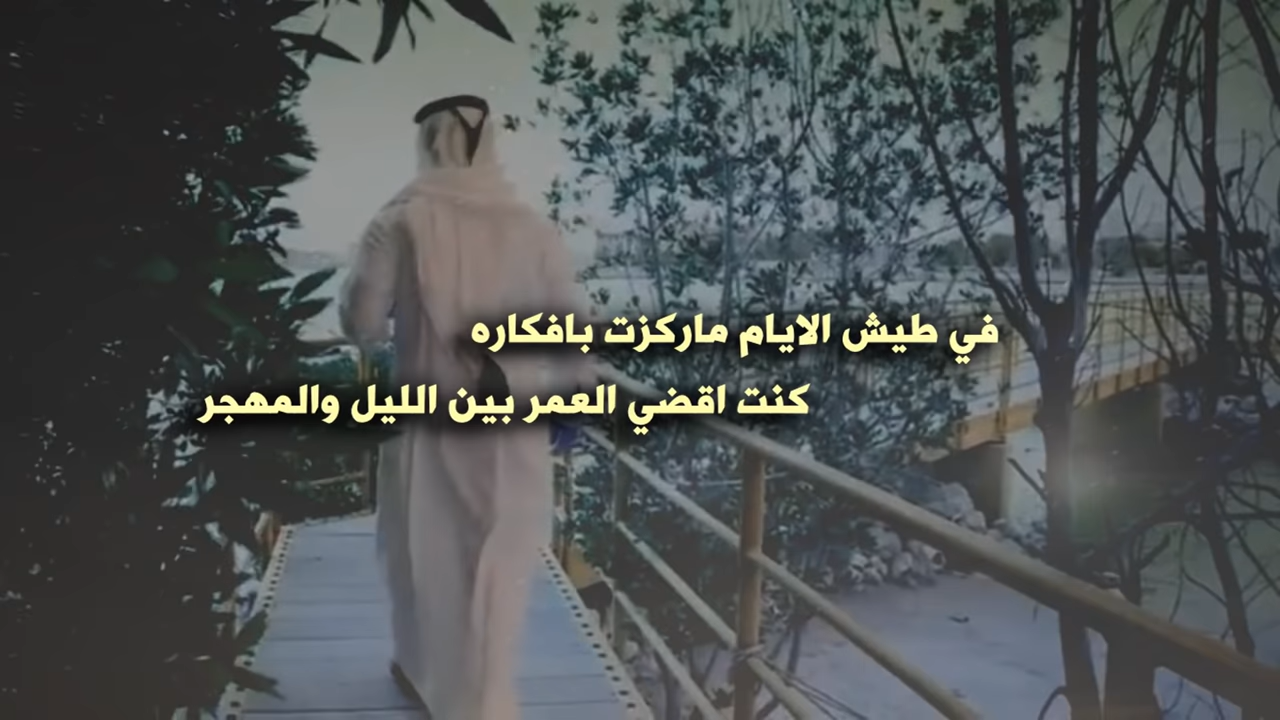 في طيش الايام ماركزت بافكاره
كنت اقضي العمر بين الليل والمهجر